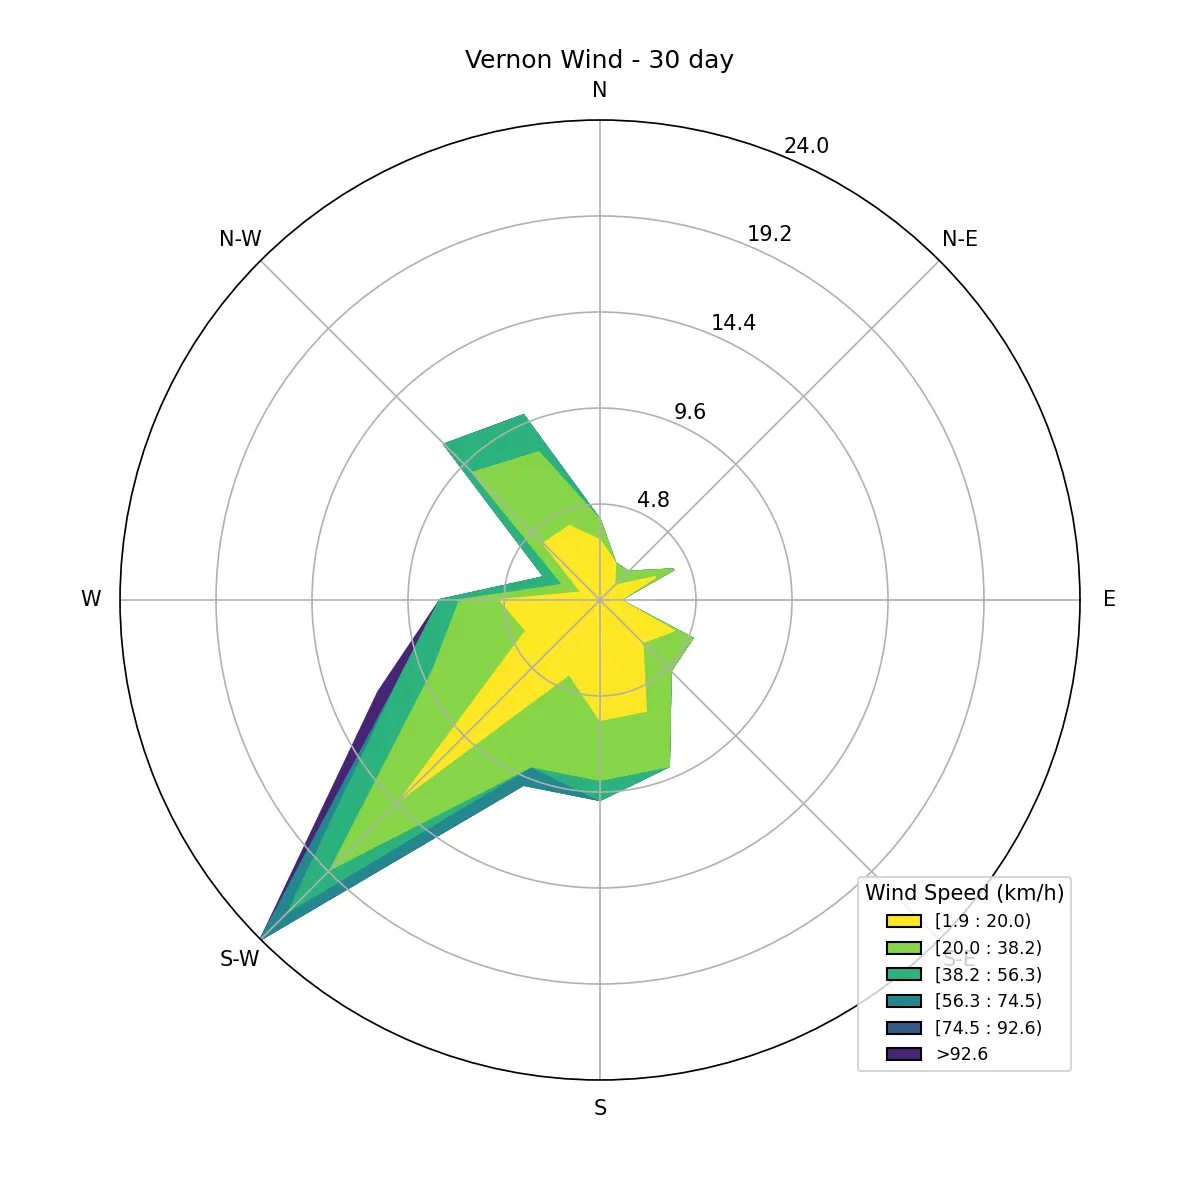 Vernon Wind - 30 day
N
24.0
N-W
19.2
N-E
14.4
9.6
4.8
W
E
Wind Speed (km/h)
[1.9 : 20.0)
[20.0 : 38.2)
S-W
S-E
[38.2 : 56.3)
[56.3 : 74.5)
[74.5 : 92.6)
>92.6
S